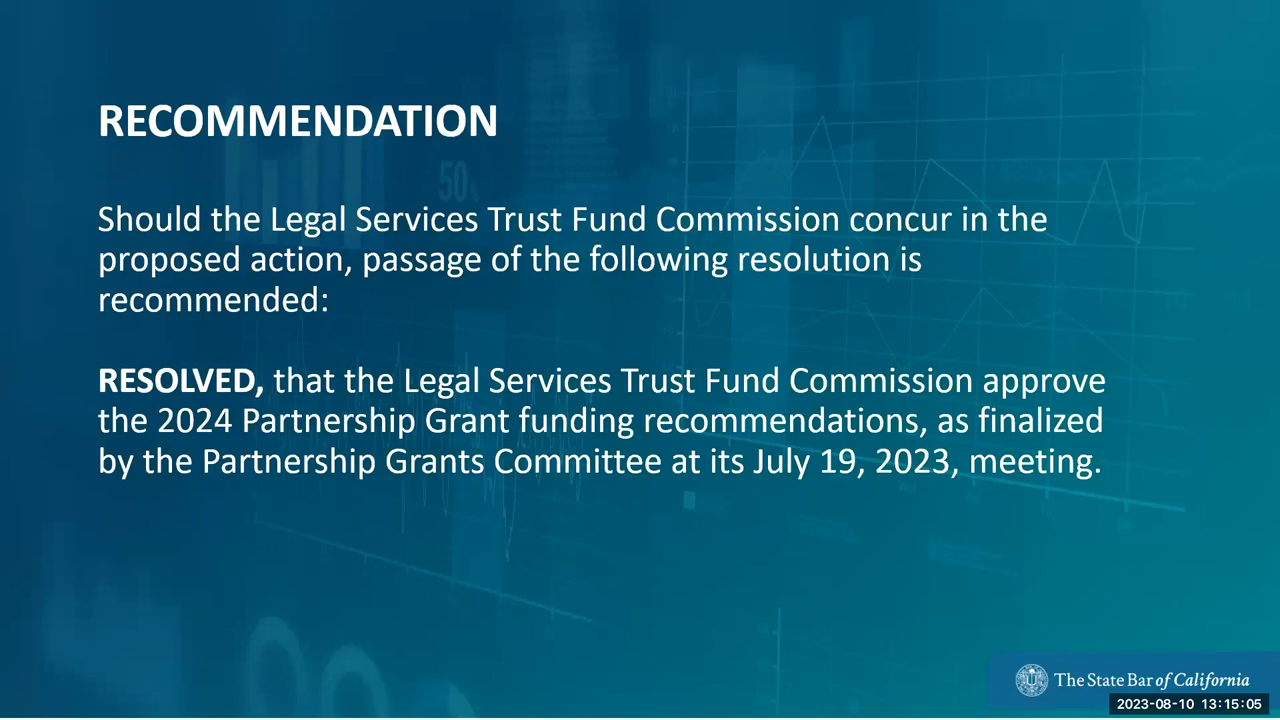 RECOMMENDATION
50%
Should the Legal Services Trust Fund Commission concur in the
proposed action, passage of the following resolution is
recommended:
RESOLVED, that the Legal Services Trust Fund Commission approve
the 2024 Partnership Grant funding recommendations, as finalized
by the Partnership Grants Committee at its July 19, 2023, meeting.
The State Bar of California
2023-08-10 13:15:05